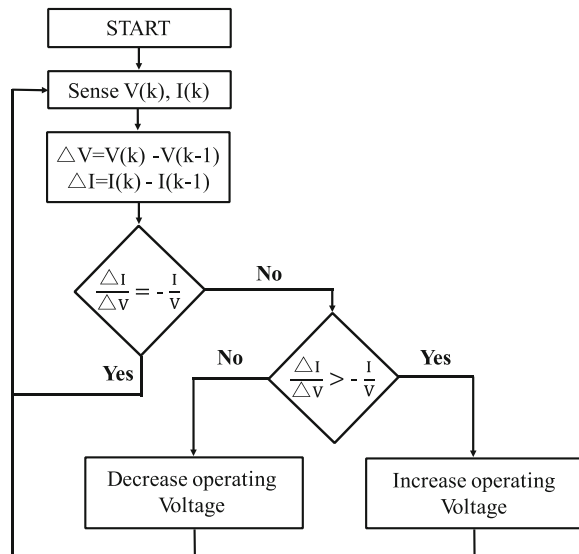 START
Sense V(k), I(k)
△V=V(k) -V(k-1)
△I=I(k) - I(k-1)
△I/△V = - I/V
No
Yes
△I/△V > - I/V
No
Yes
Decrease operating
Voltage
Increase operating
Voltage